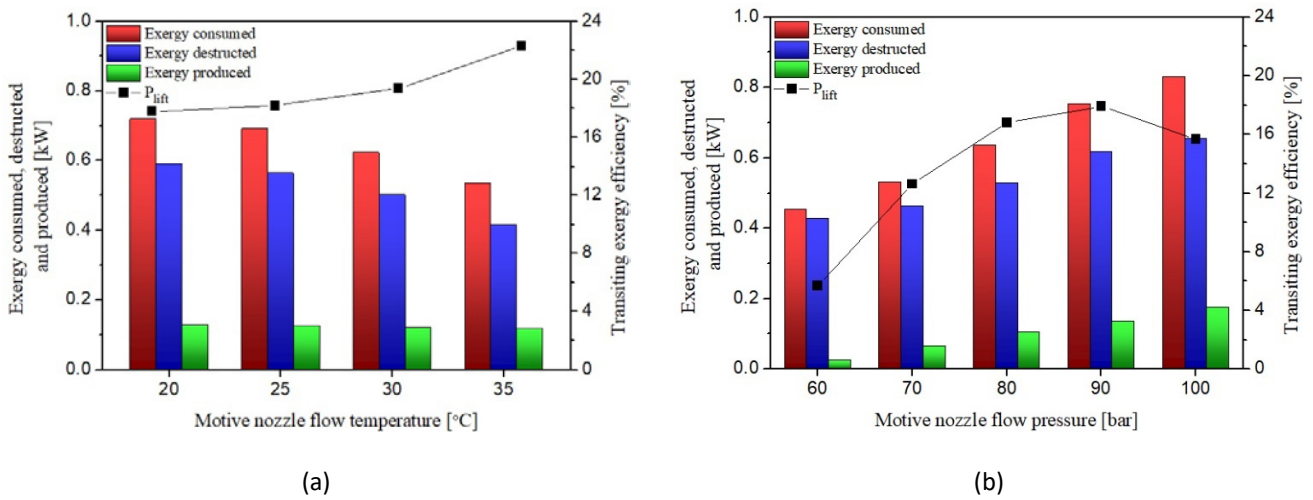 Exergy consumed, destructed
and produced [kW]
1.0
0.8
0.6
0.4
0.2
0.0
Exergy consumed
Exergy destructed
Exergy produced
P_lift
24
20
16
12
8
4
0
Transiting exergy efficiency [%]
20 25 30 35
Motive nozzle flow temperature [°C]
(a)
Exergy consumed, destructed
and produced [kW]
1.0
0.8
0.6
0.4
0.2
0.0
Exergy consumed
Exergy destructed
Exergy produced
P_lift
24
20
16
12
8
4
0
Transiting exergy efficiency [%]
60 70 80 90 100
Motive nozzle flow pressure [bar]
(b)